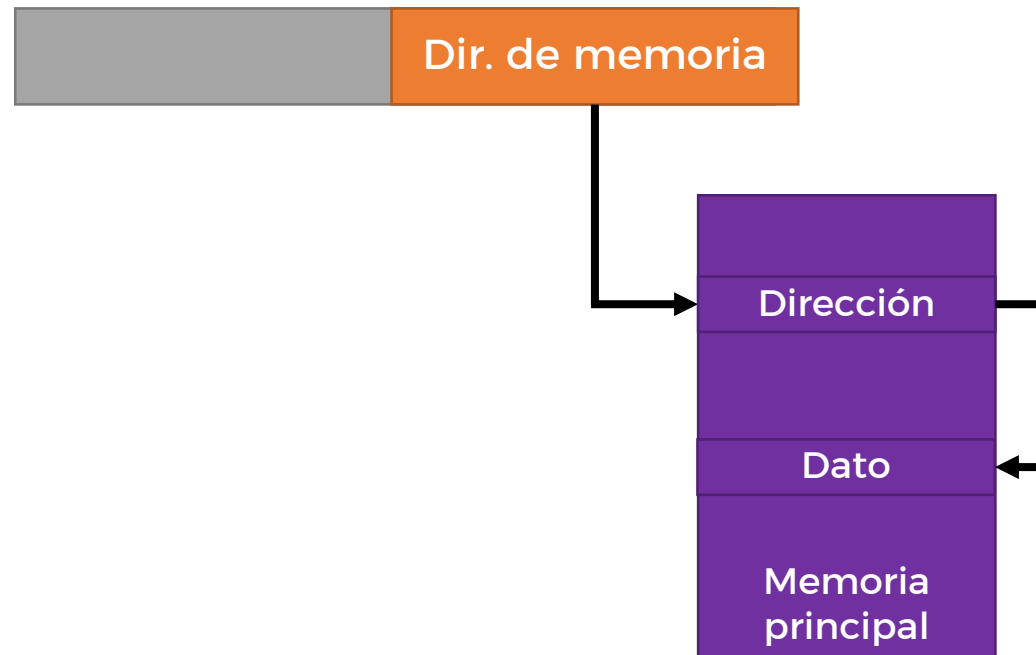 Dir. de memoria
Dirección
Dato
Memoria
principal